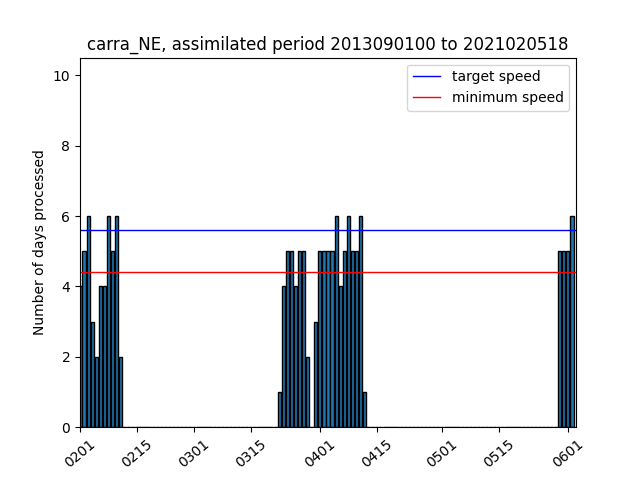 carra_NE, assimilated period 2013090100 to 2021020518
target speed
minimum speed
Number of days processed
10
8
6
4
2
0
0201 0215 0301 0315 0401 0415 0501 0515 0601